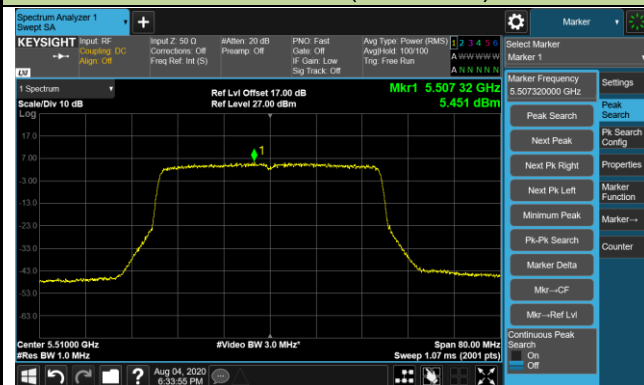 Spectrum Analyzer 1
Swept SA
KEYSIGHT
Input: RF
Coupling: DC
Align: Off
Input Z: 50 Ω
Corrections: Off
Freq Ref: Int (S)
#Atten: 20 dB
Preamp: Off
PNO: Fast
Gate: Off
IF Gain: Low
Sig Track: Off
Avg Type: Power (RMS)
Avg|Hold: 100/100
Trig: Free Run
1 2 3 4 5 6
A W W W W W
A N N N N N
LXI
1 Spectrum
Scale/Div 10 dB
Log
Ref Lvl Offset 17.00 dB
Ref Level 27.00 dBm
Mkr1 5.507 32 GHz
5.451 dBm
17.0
7.00
-3.00
-13.0
-23.0
-33.0
-43.0
-53.0
-63.0
1
Center 5.51000 GHz
#Res BW 1.0 MHz
#Video BW 3.0 MHz*
Span 80.00 MHz
Sweep 1.07 ms (2001 pts)
Aug 04, 2020
6:33:55 PM
Marker
Select Marker
Marker 1
Marker Frequency
5.507320000 GHz
Peak Search
Next Peak
Next Pk Right
Next Pk Left
Minimum Peak
Pk-Pk Search
Marker Delta
Mkr→CF
Mkr→Ref Lvl
Continuous Peak
Search
On
Off
Settings
Peak
Search
Pk Search
Config
Properties
Marker
Function
Marker→
Counter